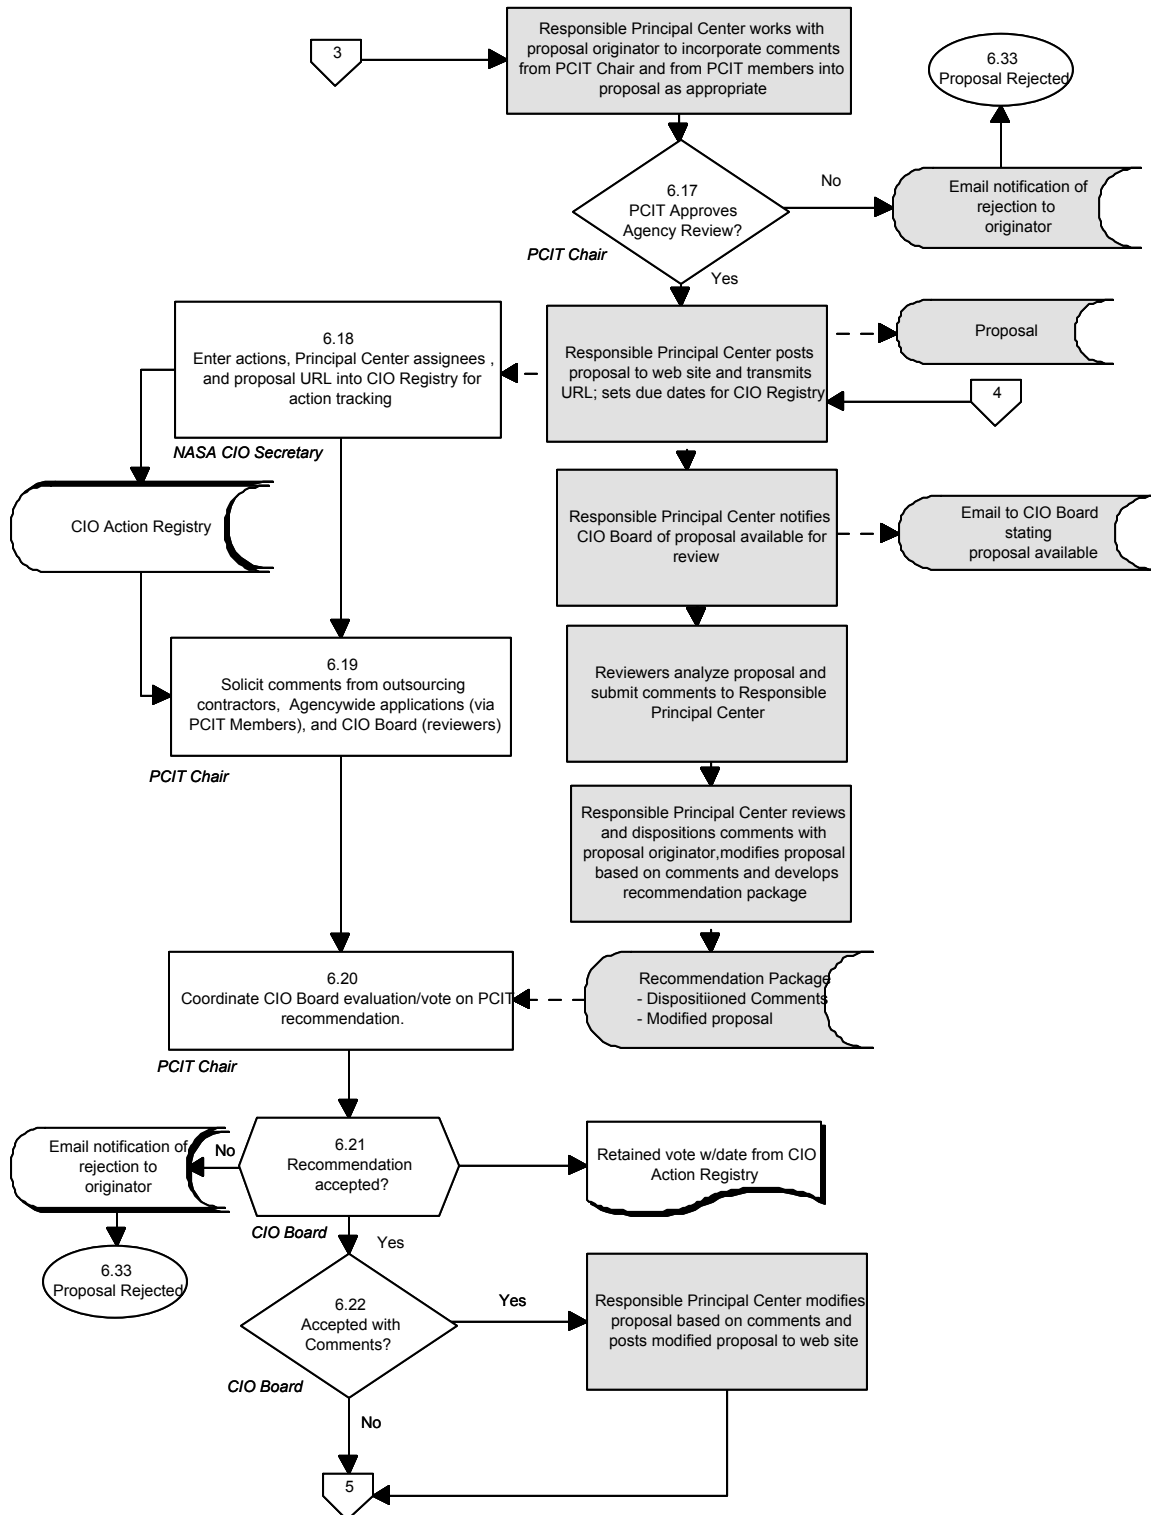 3
Responsible Principal Center works with
proposal originator to incorporate comments
from PCIT Chair and from PCIT members into
proposal as appropriate
6.33
Proposal Rejected
6.17
PCIT Approves
Agency Review?
No
Email notification of
rejection to
originator
PCIT Chair
Yes
6.18
Enter actions, Principal Center assignees ,
and proposal URL into CIO Registry for
action tracking
NASA CIO Secretary
Responsible Principal Center posts
proposal to web site and transmits
URL; sets due dates for CIO Registry
Proposal
4
CIO Action Registry
Responsible Principal Center notifies
CIO Board of proposal available for
review
Email to CIO Board
stating
proposal available
6.19
Solicit comments from outsourcing
contractors, Agencywide applications (via
PCIT Members), and CIO Board (reviewers)
PCIT Chair
Reviewers analyze proposal and
submit comments to Responsible
Principal Center
Responsible Principal Center reviews
and dispositions comments with
proposal originator,modifies proposal
based on comments and develops
recommendation package
6.20
Coordinate CIO Board evaluation/vote on PCIT
recommendation.
PCIT Chair
Recommendation Package
- Dispositiioned Comments
- Modified proposal
Email notification of
rejection to
originator
No
6.21
Recommendation
accepted?
CIO Board
Retained vote w/date from CIO
Action Registry
Yes
6.33
Proposal Rejected
6.22
Accepted with
Comments?
Yes
CIO Board
Responsible Principal Center modifies
proposal based on comments and
posts modified proposal to web site
No
5